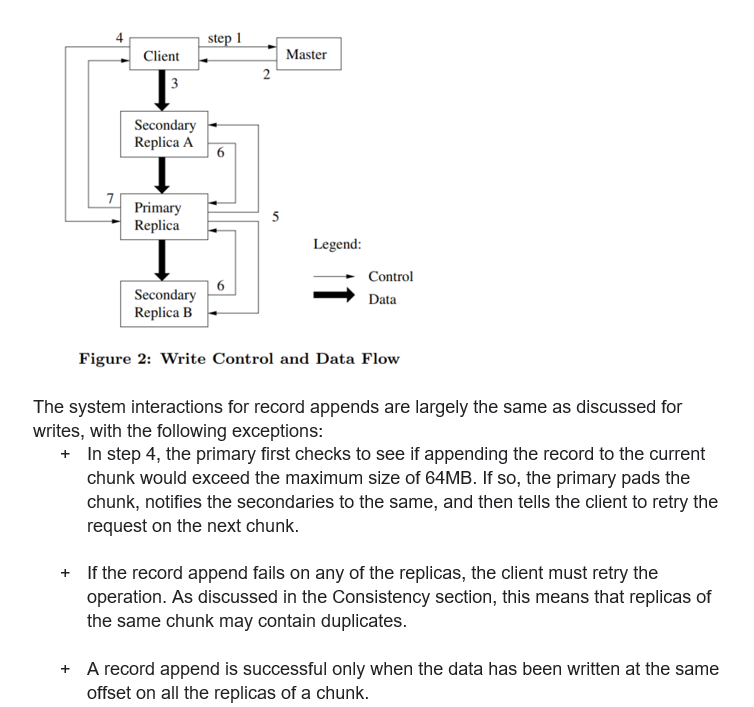 4
step 1
Client
Master
2
3
Secondary
Replica A
6
7
Primary
Replica
5
Legend:
Control
6
Secondary
Data
Replica B
Figure 2: Write Control and Data Flow
The system interactions for record appends are largely the same as discussed for
writes, with the following exceptions:
+ In step 4, the primary first checks to see if appending the record to the current
chunk would exceed the maximum size of 64MB. If so, the primary pads the
chunk, notifies the secondaries to the same, and then tells the client to retry the
request on the next chunk.
+ If the record append fails on any of the replicas, the client must retry the
operation. As discussed in the Consistency section, this means that replicas of
the same chunk may contain duplicates.
+ A record append is successful only when the data has been written at the same
offset on all the replicas of a chunk.